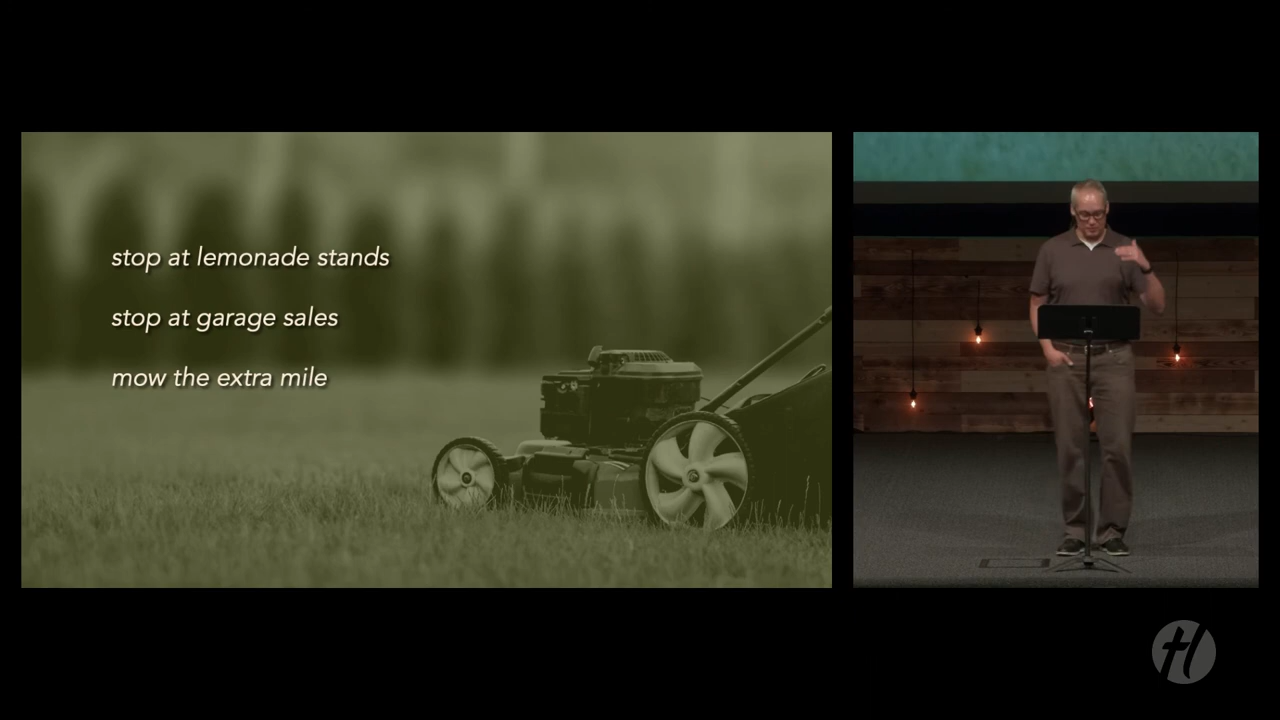 stop at lemonade stands
stop at garage sales
mow the extra mile